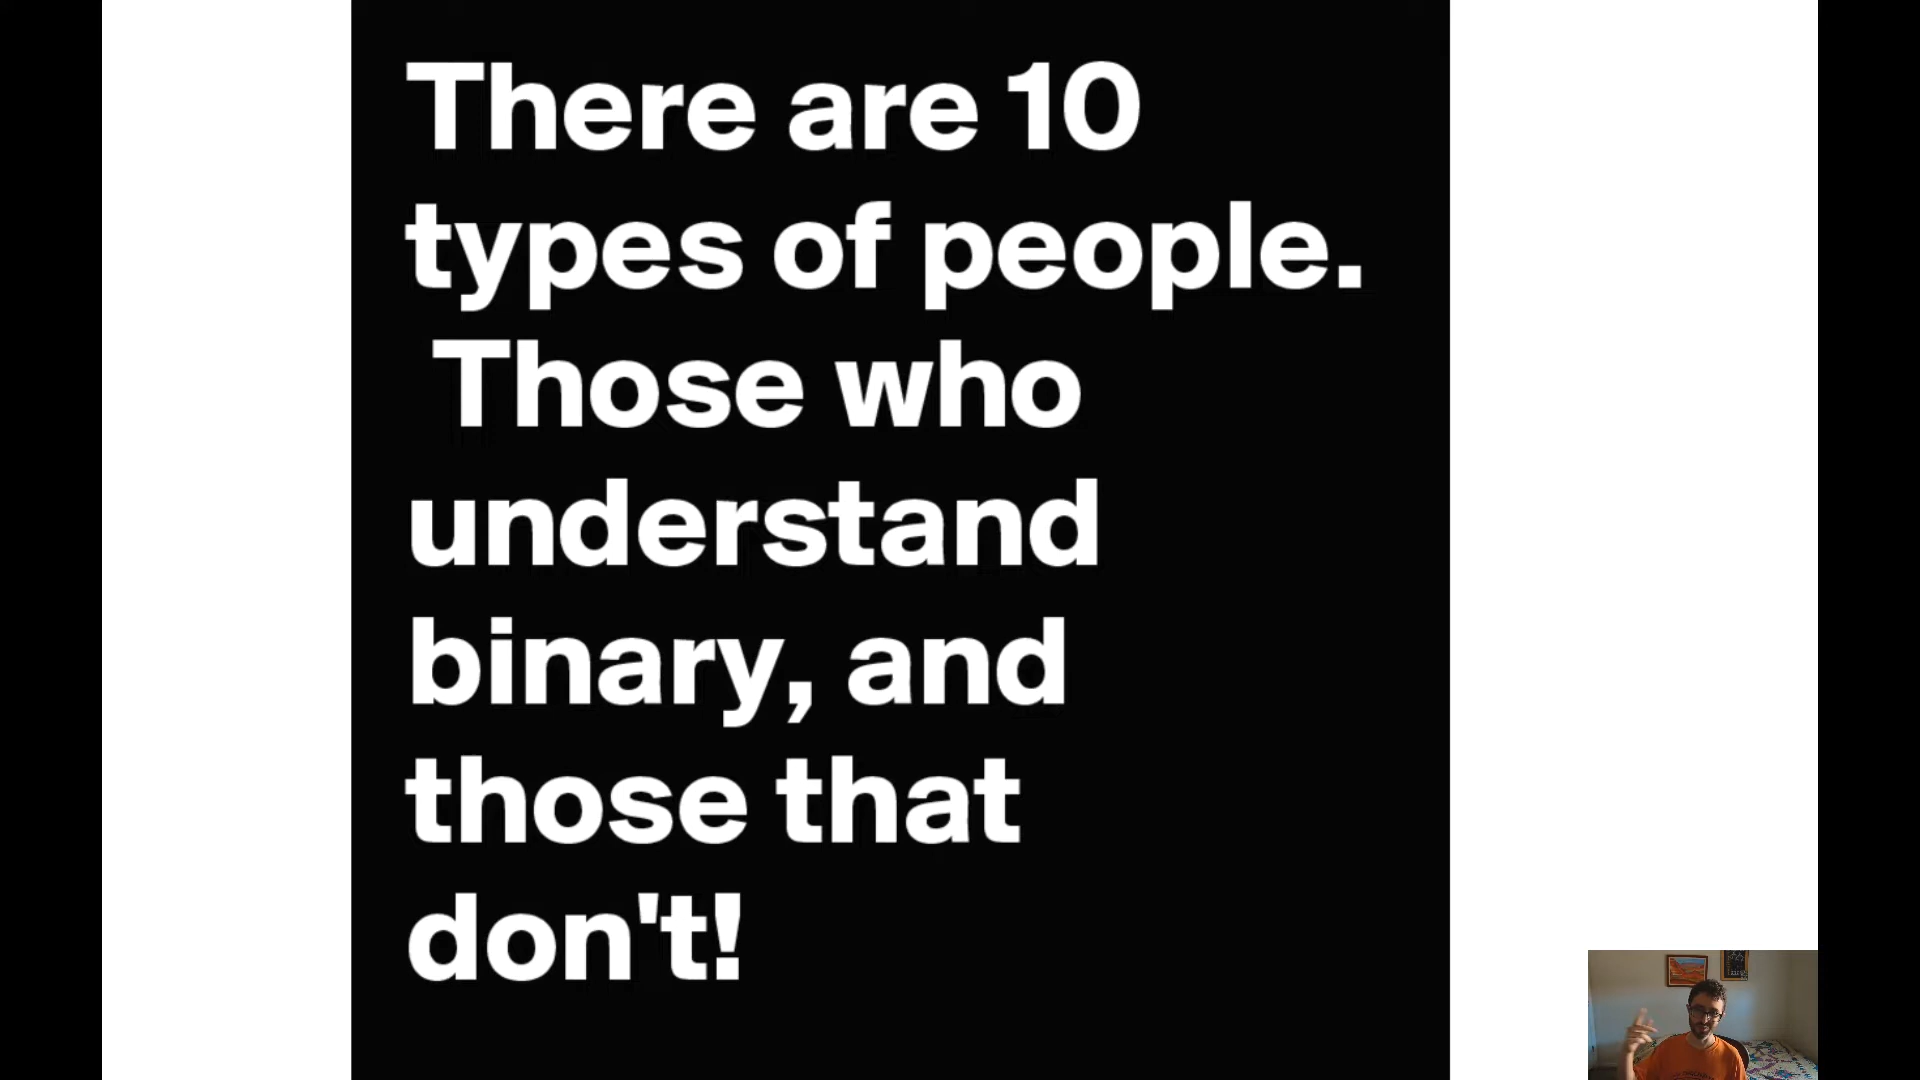 There are 10
types of people.
Those who
understand
binary, and
those that
don't!